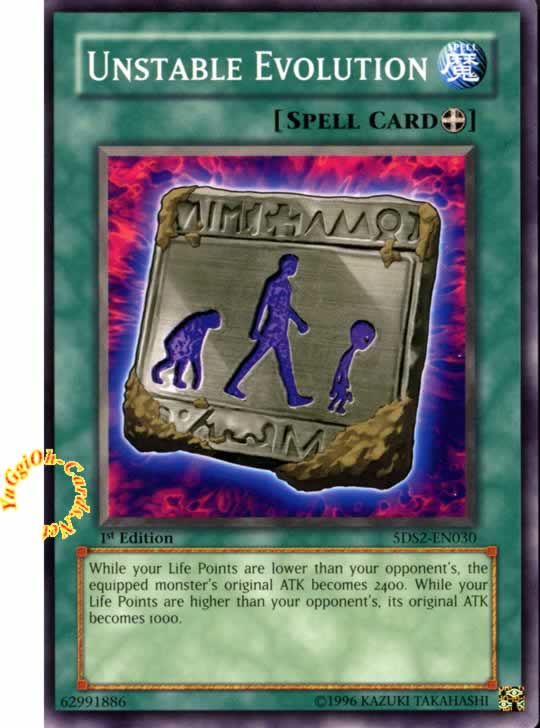 UNSTABLE EVOLUTION
SPELL
魔
[SPELL CARD]
YuGgiOh-Cards.Net
1st Edition
5DS2-EN030
While your Life Points are lower than your opponent's, the
equipped monster's original ATK becomes 2400. While your
Life Points are higher than your opponent's, its original ATK
becomes 1000.
62991886
©1996 KAZUKI TAKAHASHI